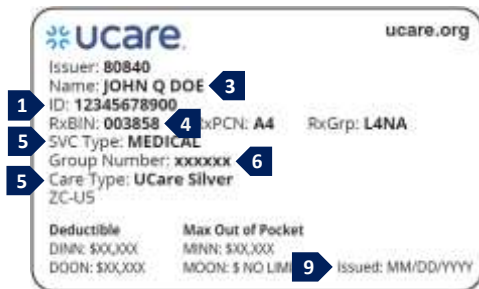 ucare. ucare.org
Issuer: 80840
Name: JOHN Q DOE 3
1 ID: 12345678900
RxBIN: 003858 4 RxPCN: A4 RxGrp: L4NA
5 SVC Type: MEDICAL
Group Number: xxxxxx 6
5 Care Type: UCare Silver
ZC-U5
Deductible Max Out of Pocket
DINN: $XX,XXX MINN: $XX,XXX
DOON: $XX,XXX MOON: $ NO LIMI 9 Issued: MM/DD/YYYY